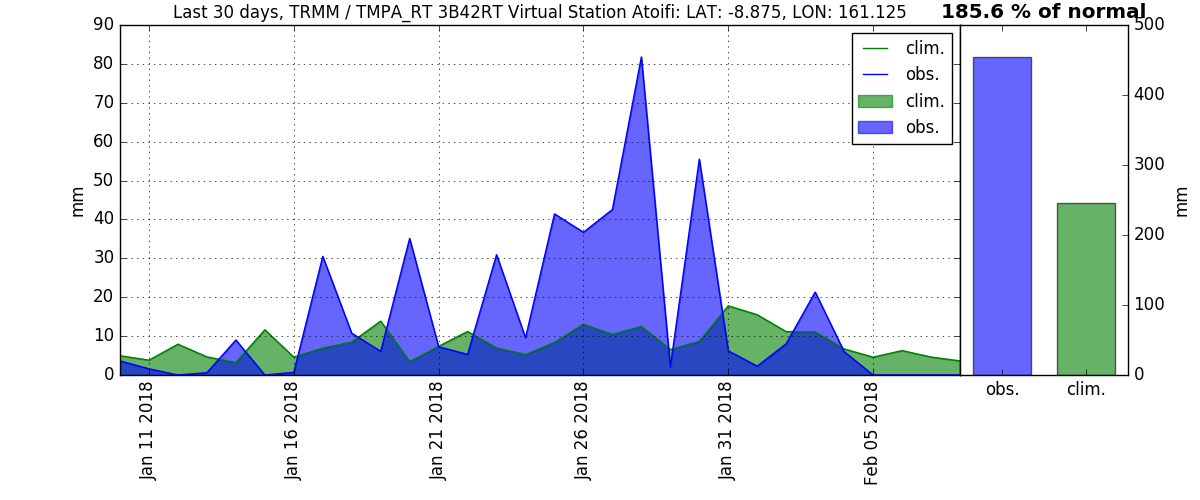 Last 30 days, TRMM / TMPA_RT 3B42RT Virtual Station Atoifi: LAT: -8.875, LON: 161.125
185.6 % of normal
90
80
70
60
50
40
30
20
10
0
mm
clim.
obs.
clim.
obs.
Jan 11 2018
Jan 16 2018
Jan 21 2018
Jan 26 2018
Jan 31 2018
Feb 05 2018
500
400
300
200
100
0
mm
obs.
clim.